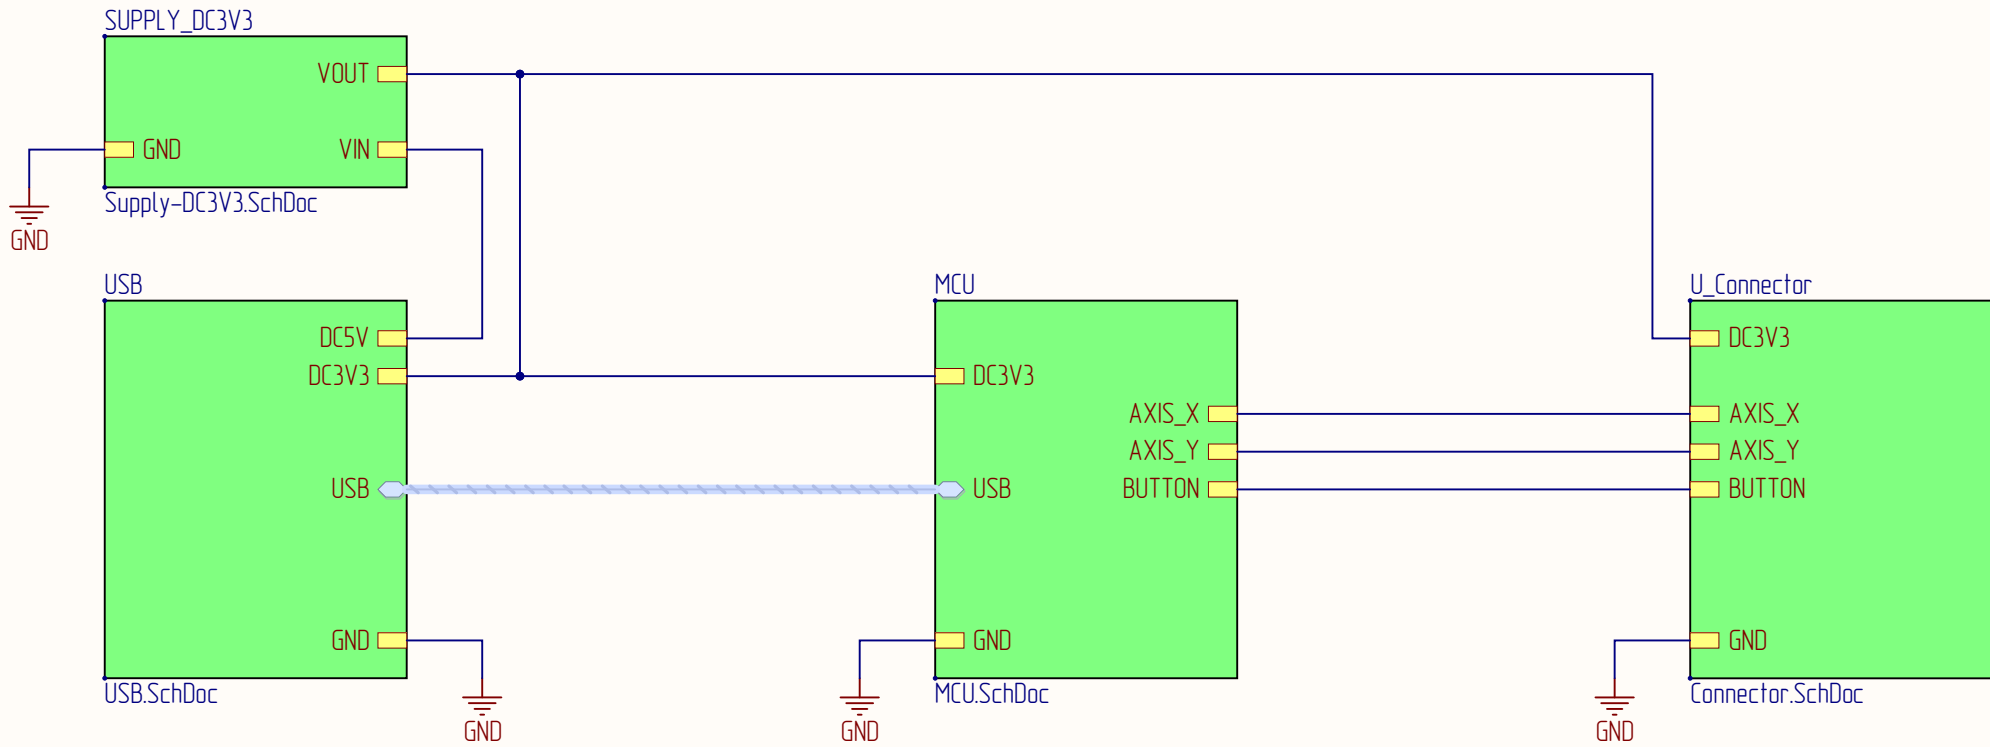 SUPPLY_DC3V3
VOUT
GND
VIN
Supply-DC3V3.SchDoc
GND
USB
DC5V
DC3V3
USB
GND
USB.SchDoc
GND
MCU
DC3V3
AXIS_X
AXIS_Y
USB
BUTTON
GND
MCU.SchDoc
GND
U_Connector
DC3V3
AXIS_X
AXIS_Y
BUTTON
GND
Connector.SchDoc
GND